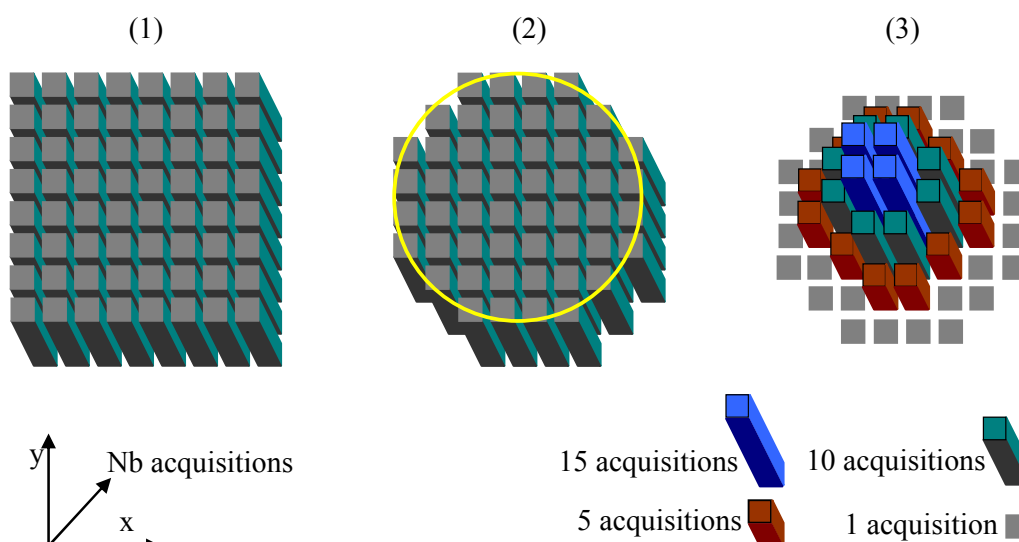 (1)
(2)
(3)
y
Nb acquisitions
x
15 acquisitions
10 acquisitions
5 acquisitions
1 acquisition